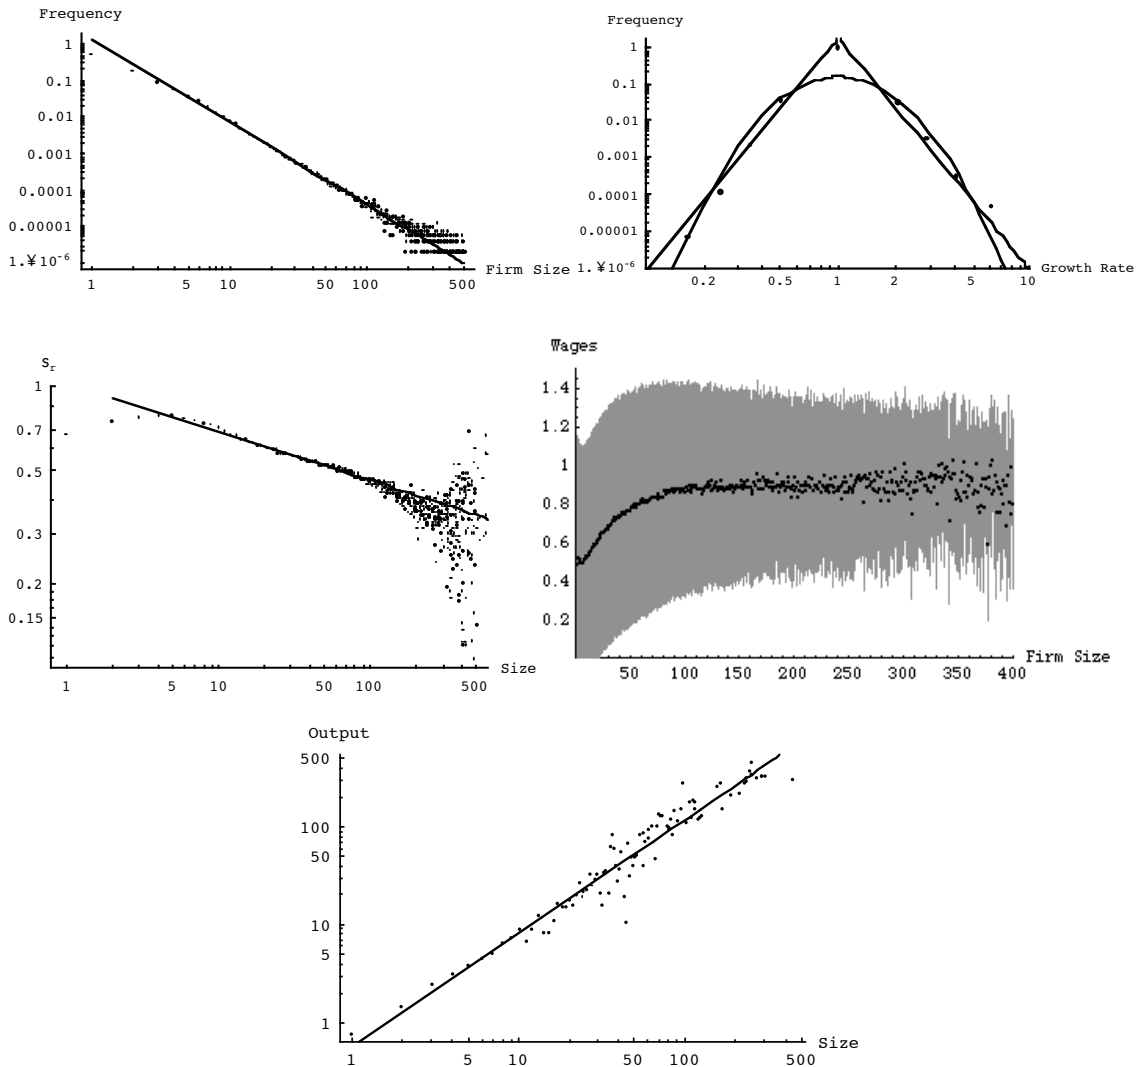 Frequency
1
0.1
0.01
0.001
0.0001
0.00001
1.¥10-6
1 5 10 50 100 500
Firm Size
Frequency
1
0.1
0.01
0.001
0.0001
0.00001
1.¥10-6
0.2 0.5 1 2 5 10
Growth Rate
sr
1
0.7
0.5
0.3
0.2
0.15
1 5 10 50 100 500
Size
Wages
1.4
1.2
1
0.8
0.6
0.4
0.2
50 100 150 200 250 300 350 400
Firm Size
Output
500
100
50
10
5
1
1 5 10 50 100 500
Size